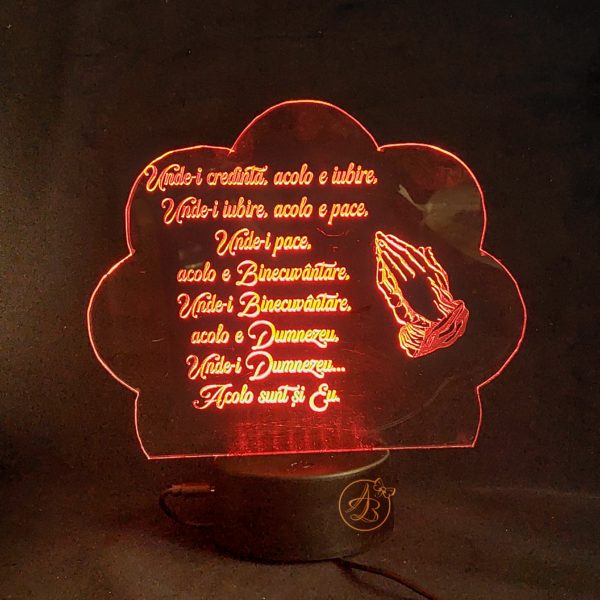 Unde-i credință, acolo e iubire,
Unde-i iubire, acolo e pace,
Unde-i pace,
acolo e Binecuvântare,
Unde-i Binecuvântare,
acolo e Dumnezeu,
Unde-i Dumnezeu...
Acolo sunt și Eu.
AB